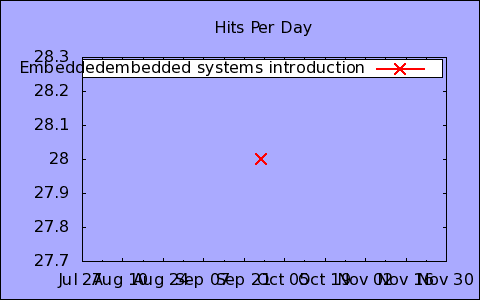 Hits Per Day
28.3
Embeddedembedded systems introduction
28.2
28.1
28
27.9
27.8
27.7
Jul 27 Aug 10 Aug 24 Sep 07 Sep 21 Oct 05 Oct 19 Nov 02 Nov 16 Nov 30